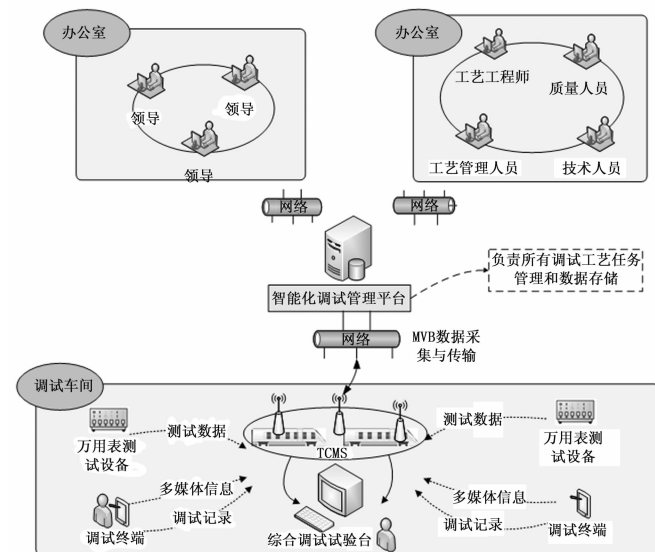 办公室
领导
领导
领导
办公室
工艺工程师
质量人员
工艺管理人员
技术人员
网络
网络
负责所有调试工艺任务
管理和数据存储
智能化调试管理平台
网络
MVB数据采
集与传输
调试车间
万用表测
试设备
测试数据
TCMS
测试数据
万用表测
试设备
多媒体信息
调试记录
调试终端
综合调试试验台
多媒体信息
调试记录
调试终端